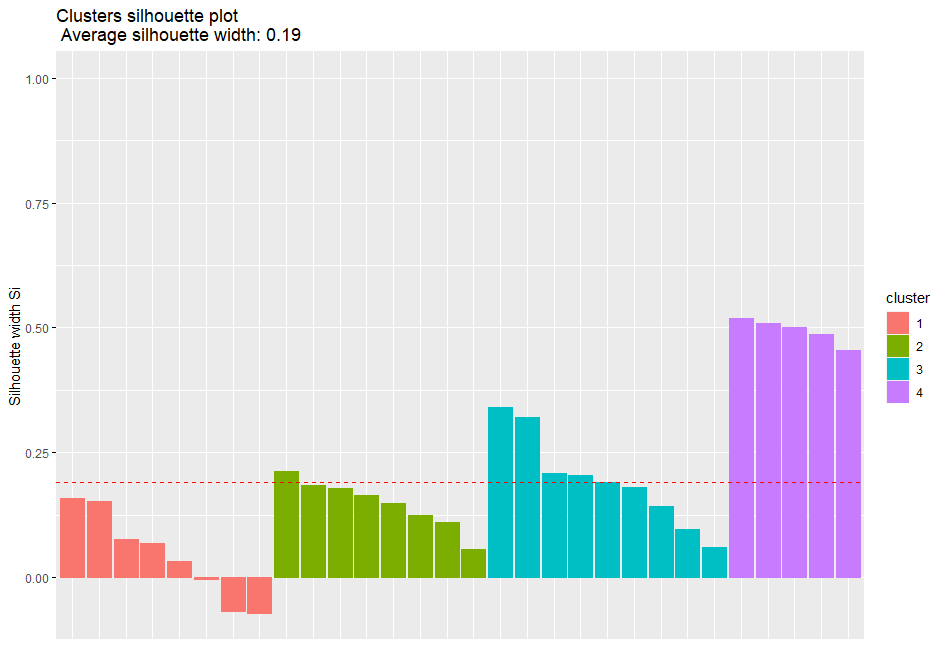 Clusters silhouette plot
Average silhouette width: 0.19
1.00
0.75
0.50
0.25
0.00
Silhouette width Si
cluster
1
2
3
4